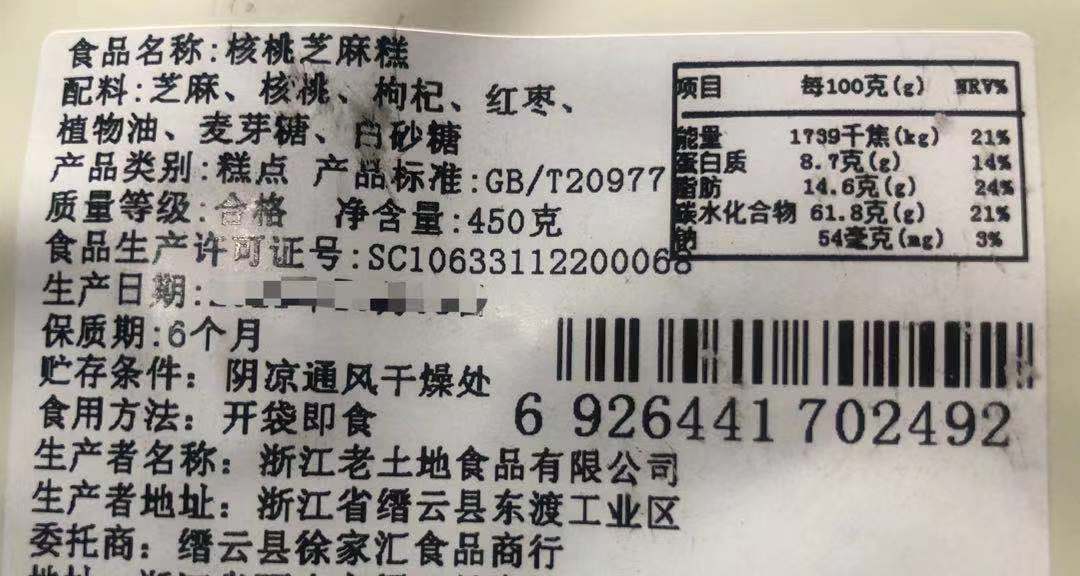 食品名称:核桃芝麻糕
配料:芝麻、核桃、枸杞、红枣、
植物油、麦芽糖、白砂糖
产品类别:糕点 产品标准:GB/T20977
质量等级:合格 净含量:450克
食品生产许可证号:SC10633112200068
生产日期:
保质期:6个月
贮存条件：阴凉通风干燥处
食用方法：开袋即食
生产者名称：浙江老土地食品有限公司
生产者地址：浙江省缙云县东渡工业区
委托商：缙云县徐家汇食品商行
项目 每100克(g) NRV%
能量 1739千焦(kg) 21%
蛋白质 8.7克(g) 14%
脂肪 14.6克(g) 24%
碳水化合物 61.8克(g) 21%
钠 54毫克(mg) 3%
6 926441 702492